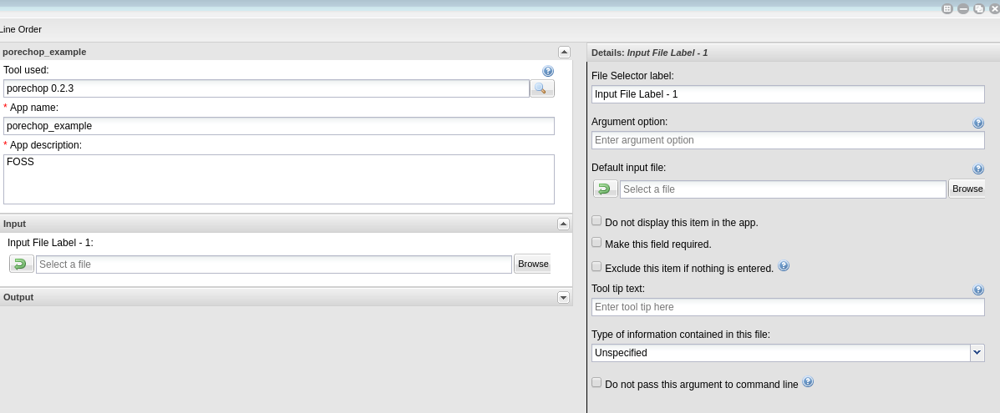 Line Order
porechop_example
Tool used:
porechop 0.2.3
* App name:
porechop_example
* App description:
FOSS
Input
Input File Label - 1:
Select a file
Browse
Output
Details: Input File Label - 1
File Selector label:
Input File Label - 1
Argument option:
Enter argument option
Default input file:
Select a file
Browse
Do not display this item in the app.
Make this field required.
Exclude this item if nothing is entered.
Tool tip text:
Enter tool tip here
Type of information contained in this file:
Unspecified
Do not pass this argument to command line